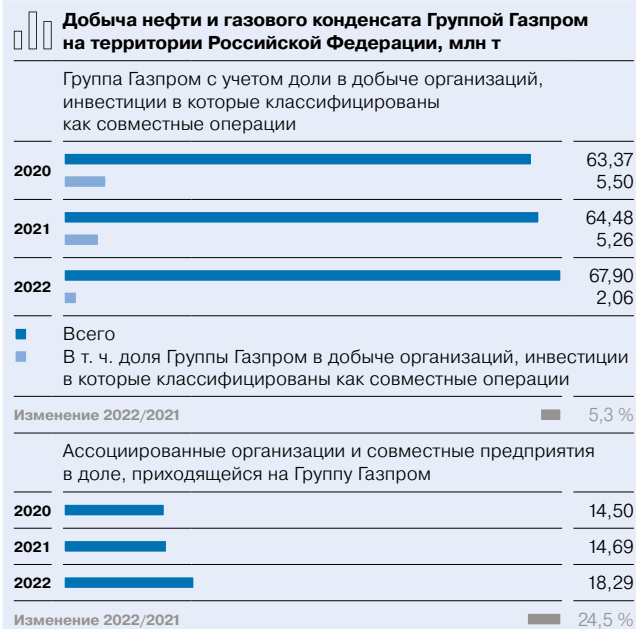 Добыча нефти и газового конденсата Группой Газпром
на территории Российской Федерации, млн т
Группа Газпром с учетом доли в добыче организаций,
инвестиции в которые классифицированы
как совместные операции
2020 63,37
5,50
2021 64,48
5,26
2022 67,90
2,06
Всего
В т. ч. доля Группы Газпром в добыче организаций, инвестиции
в которые классифицированы как совместные операции
Изменение 2022/2021 5,3 %
Ассоциированные организации и совместные предприятия
в доле, приходящейся на Группу Газпром
2020 14,50
2021 14,69
2022 18,29
Изменение 2022/2021 24,5 %